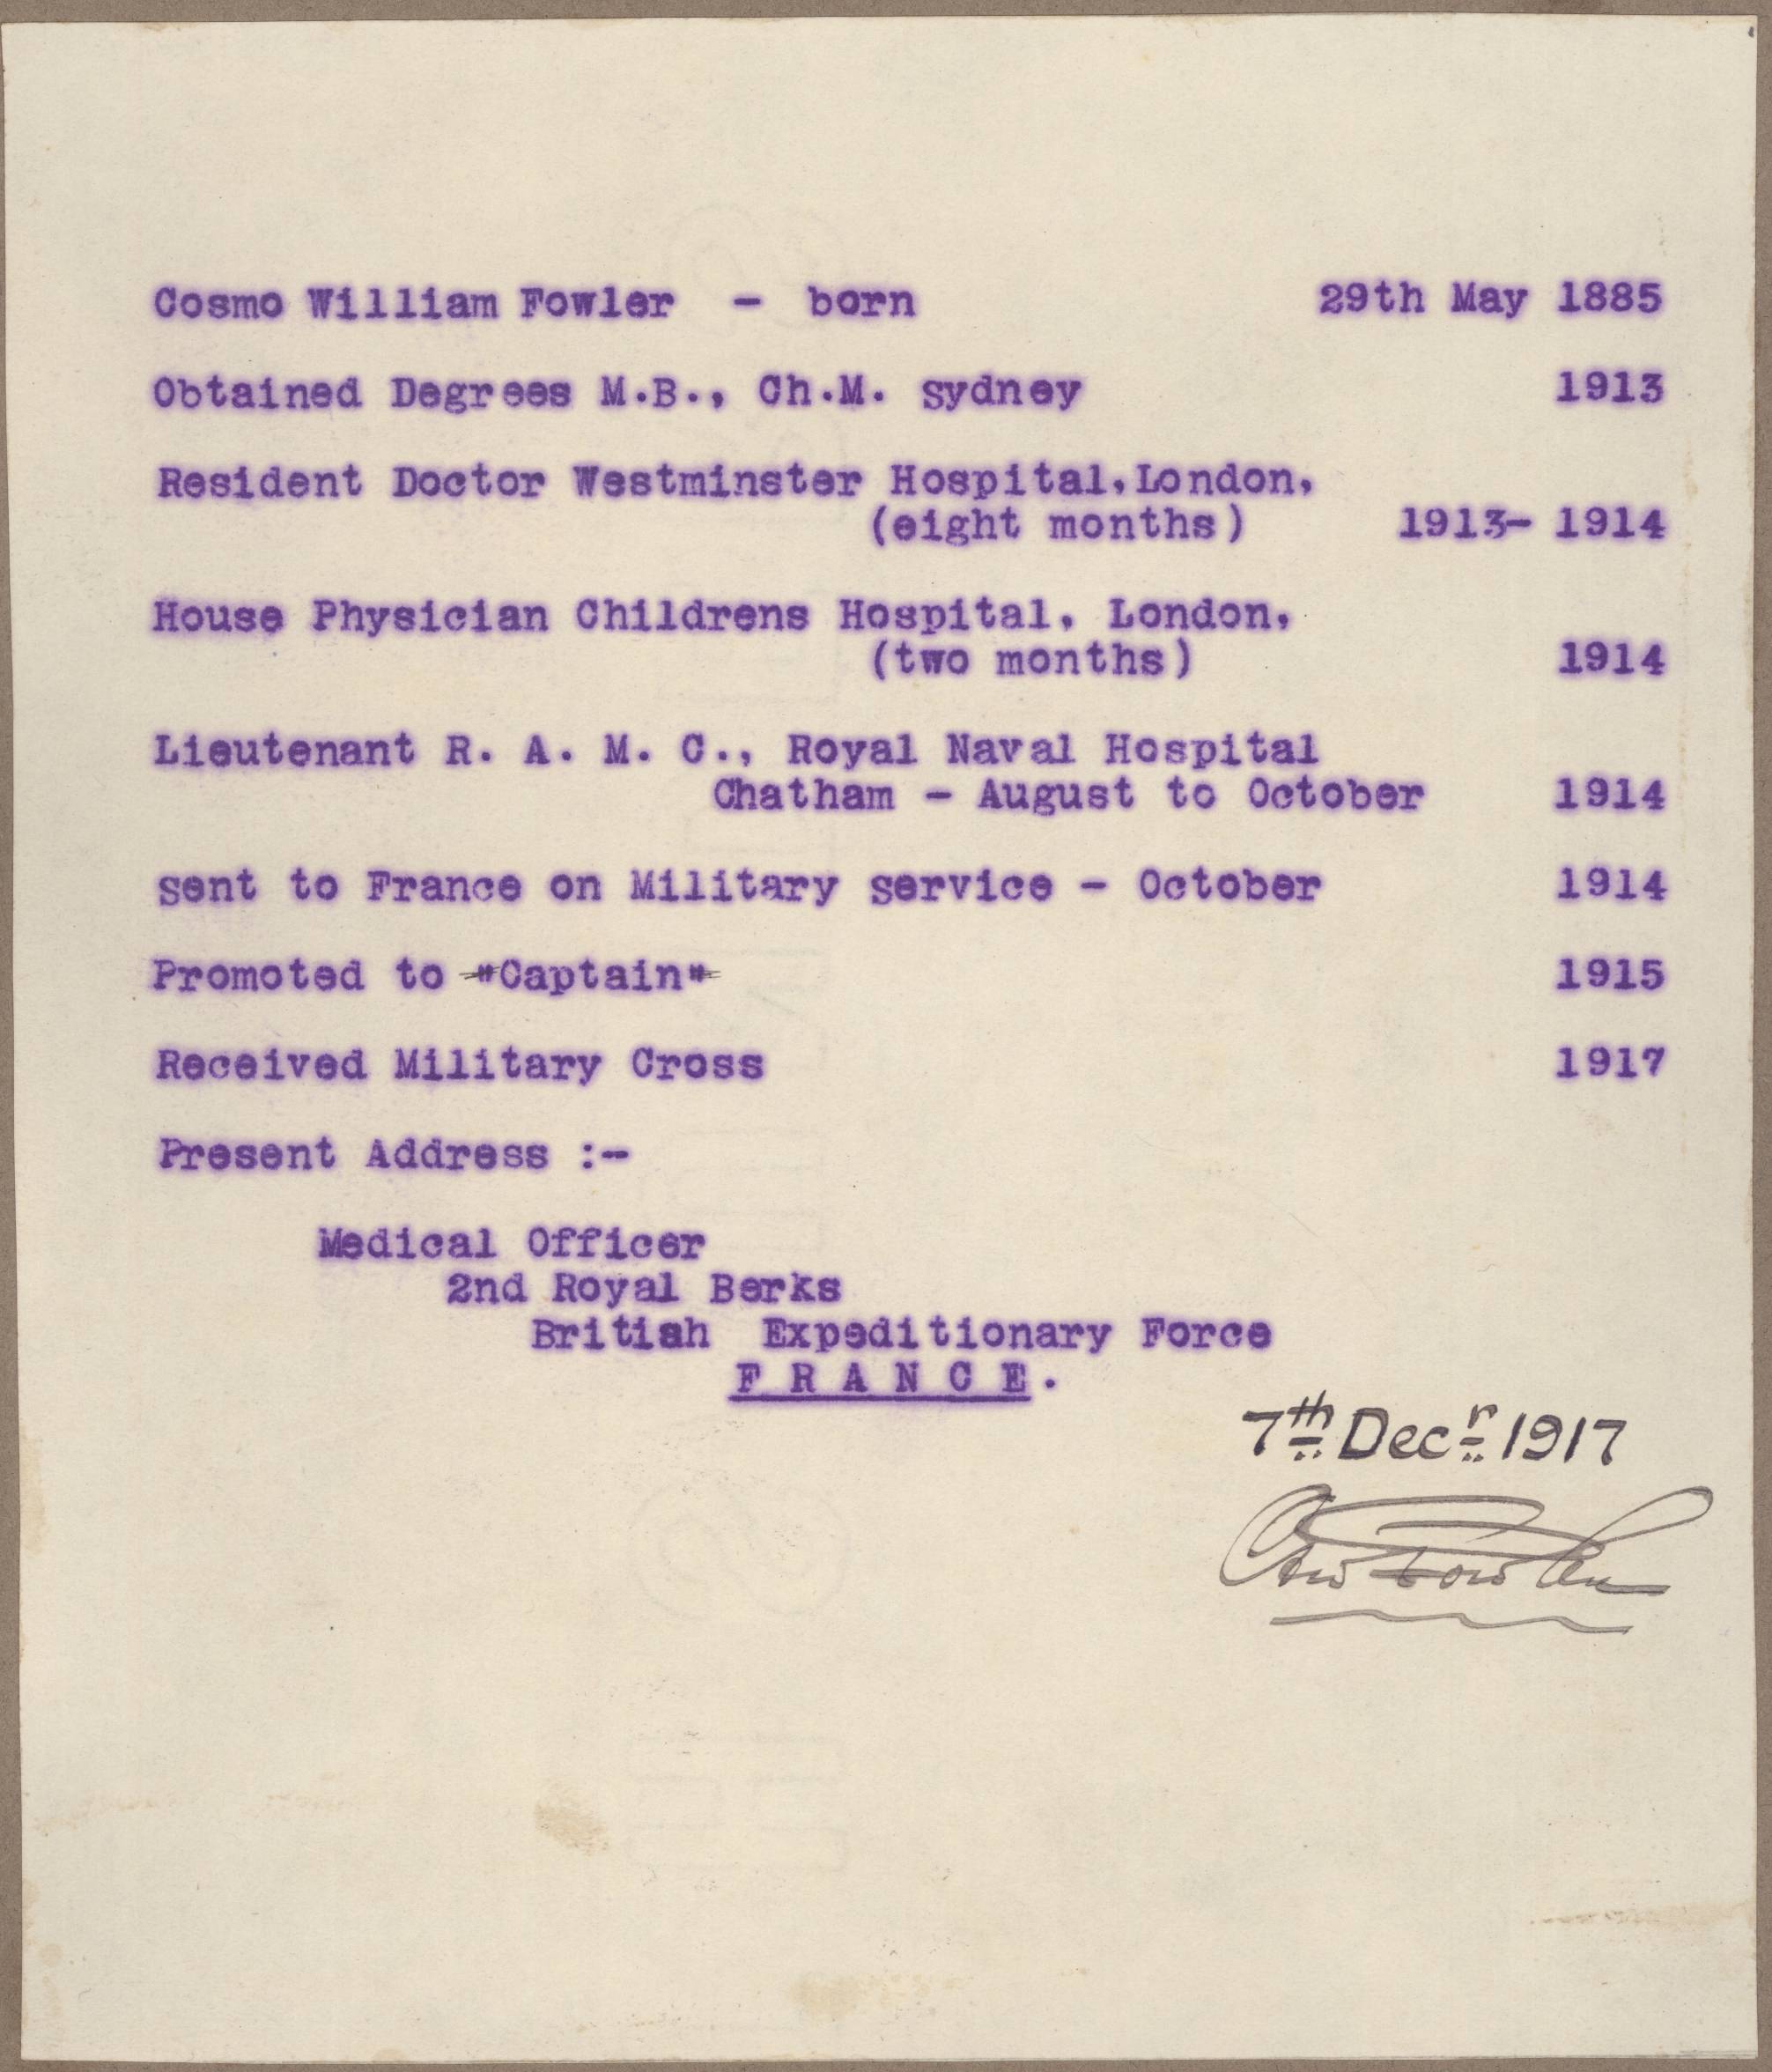 Cosmo William Fowler - born 29th May 1885
Obtained Degrees M.B., Ch.M. sydney 1913
Resident Doctor Westminster Hospital,London,
(eight months) 1913- 1914
House Physician Childrens Hospital, London,
(two months) 1914
Lieutenant R. A. M. C., Royal Naval Hospital
Chatham - August to October 1914
sent to France on Military service - October 1914
Promoted to "Captain" 1915
Received Military Cross 1917
Present Address :-
Medical Officer
2nd Royal Berks
British Expeditionary Force
F R A N C E.
7th Decr 1917